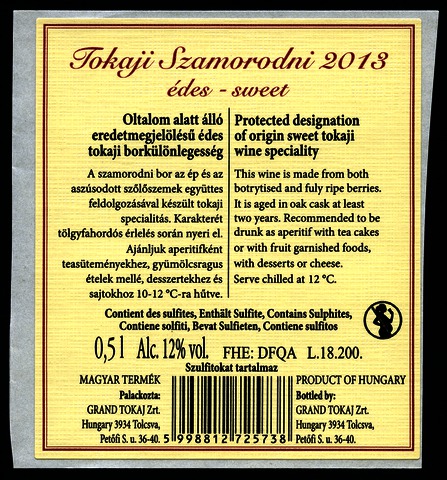 Tokaji Szamorodni 2013
édes - sweet
Oltalom alatt álló
eredetmegjelölésű édes
tokaji borkülönlegesség
A szamorodni bor az ép és az
aszúsodott szőlőszemek együttes
feldolgozásával készült tokaji
specialitás. Karakterét
tölgyfahordós érlelés során nyeri el.
Ajánljuk aperitifként
teasüteményekhez, gyümölcsragus
ételek mellé, desszertekhez és
sajtokhoz 10-12 °C-ra hűtve.
Protected designation
of origin sweet tokaji
wine speciality
This wine is made from both
botrytised and fuly ripe berries.
It is aged in oak cask at least
two years. Recommended to be
drunk as aperitif with tea cakes
or with fruit garnished foods,
with desserts or cheese.
Serve chilled at 12 °C.
Contient des sulfites, Enthält Sulfite, Contains Sulphites,
Contiene solfiti, Bevat Sulfieten, Contiene sulfitos
0,5 l Alc. 12% vol. FHE: DFQA L.18.200.
Szulfitokat tartalmaz
MAGYAR TERMÉK
Palackozta:
GRAND TOKAJ Zrt.
Hungary 3934 Tolcsva,
Petőfi S. u. 36-40.
5 998812 725738
PRODUCT OF HUNGARY
Bottled by:
GRAND TOKAJ Zrt.
Hungary 3934 Tolcsva,
Petőfi S. u. 36-40.